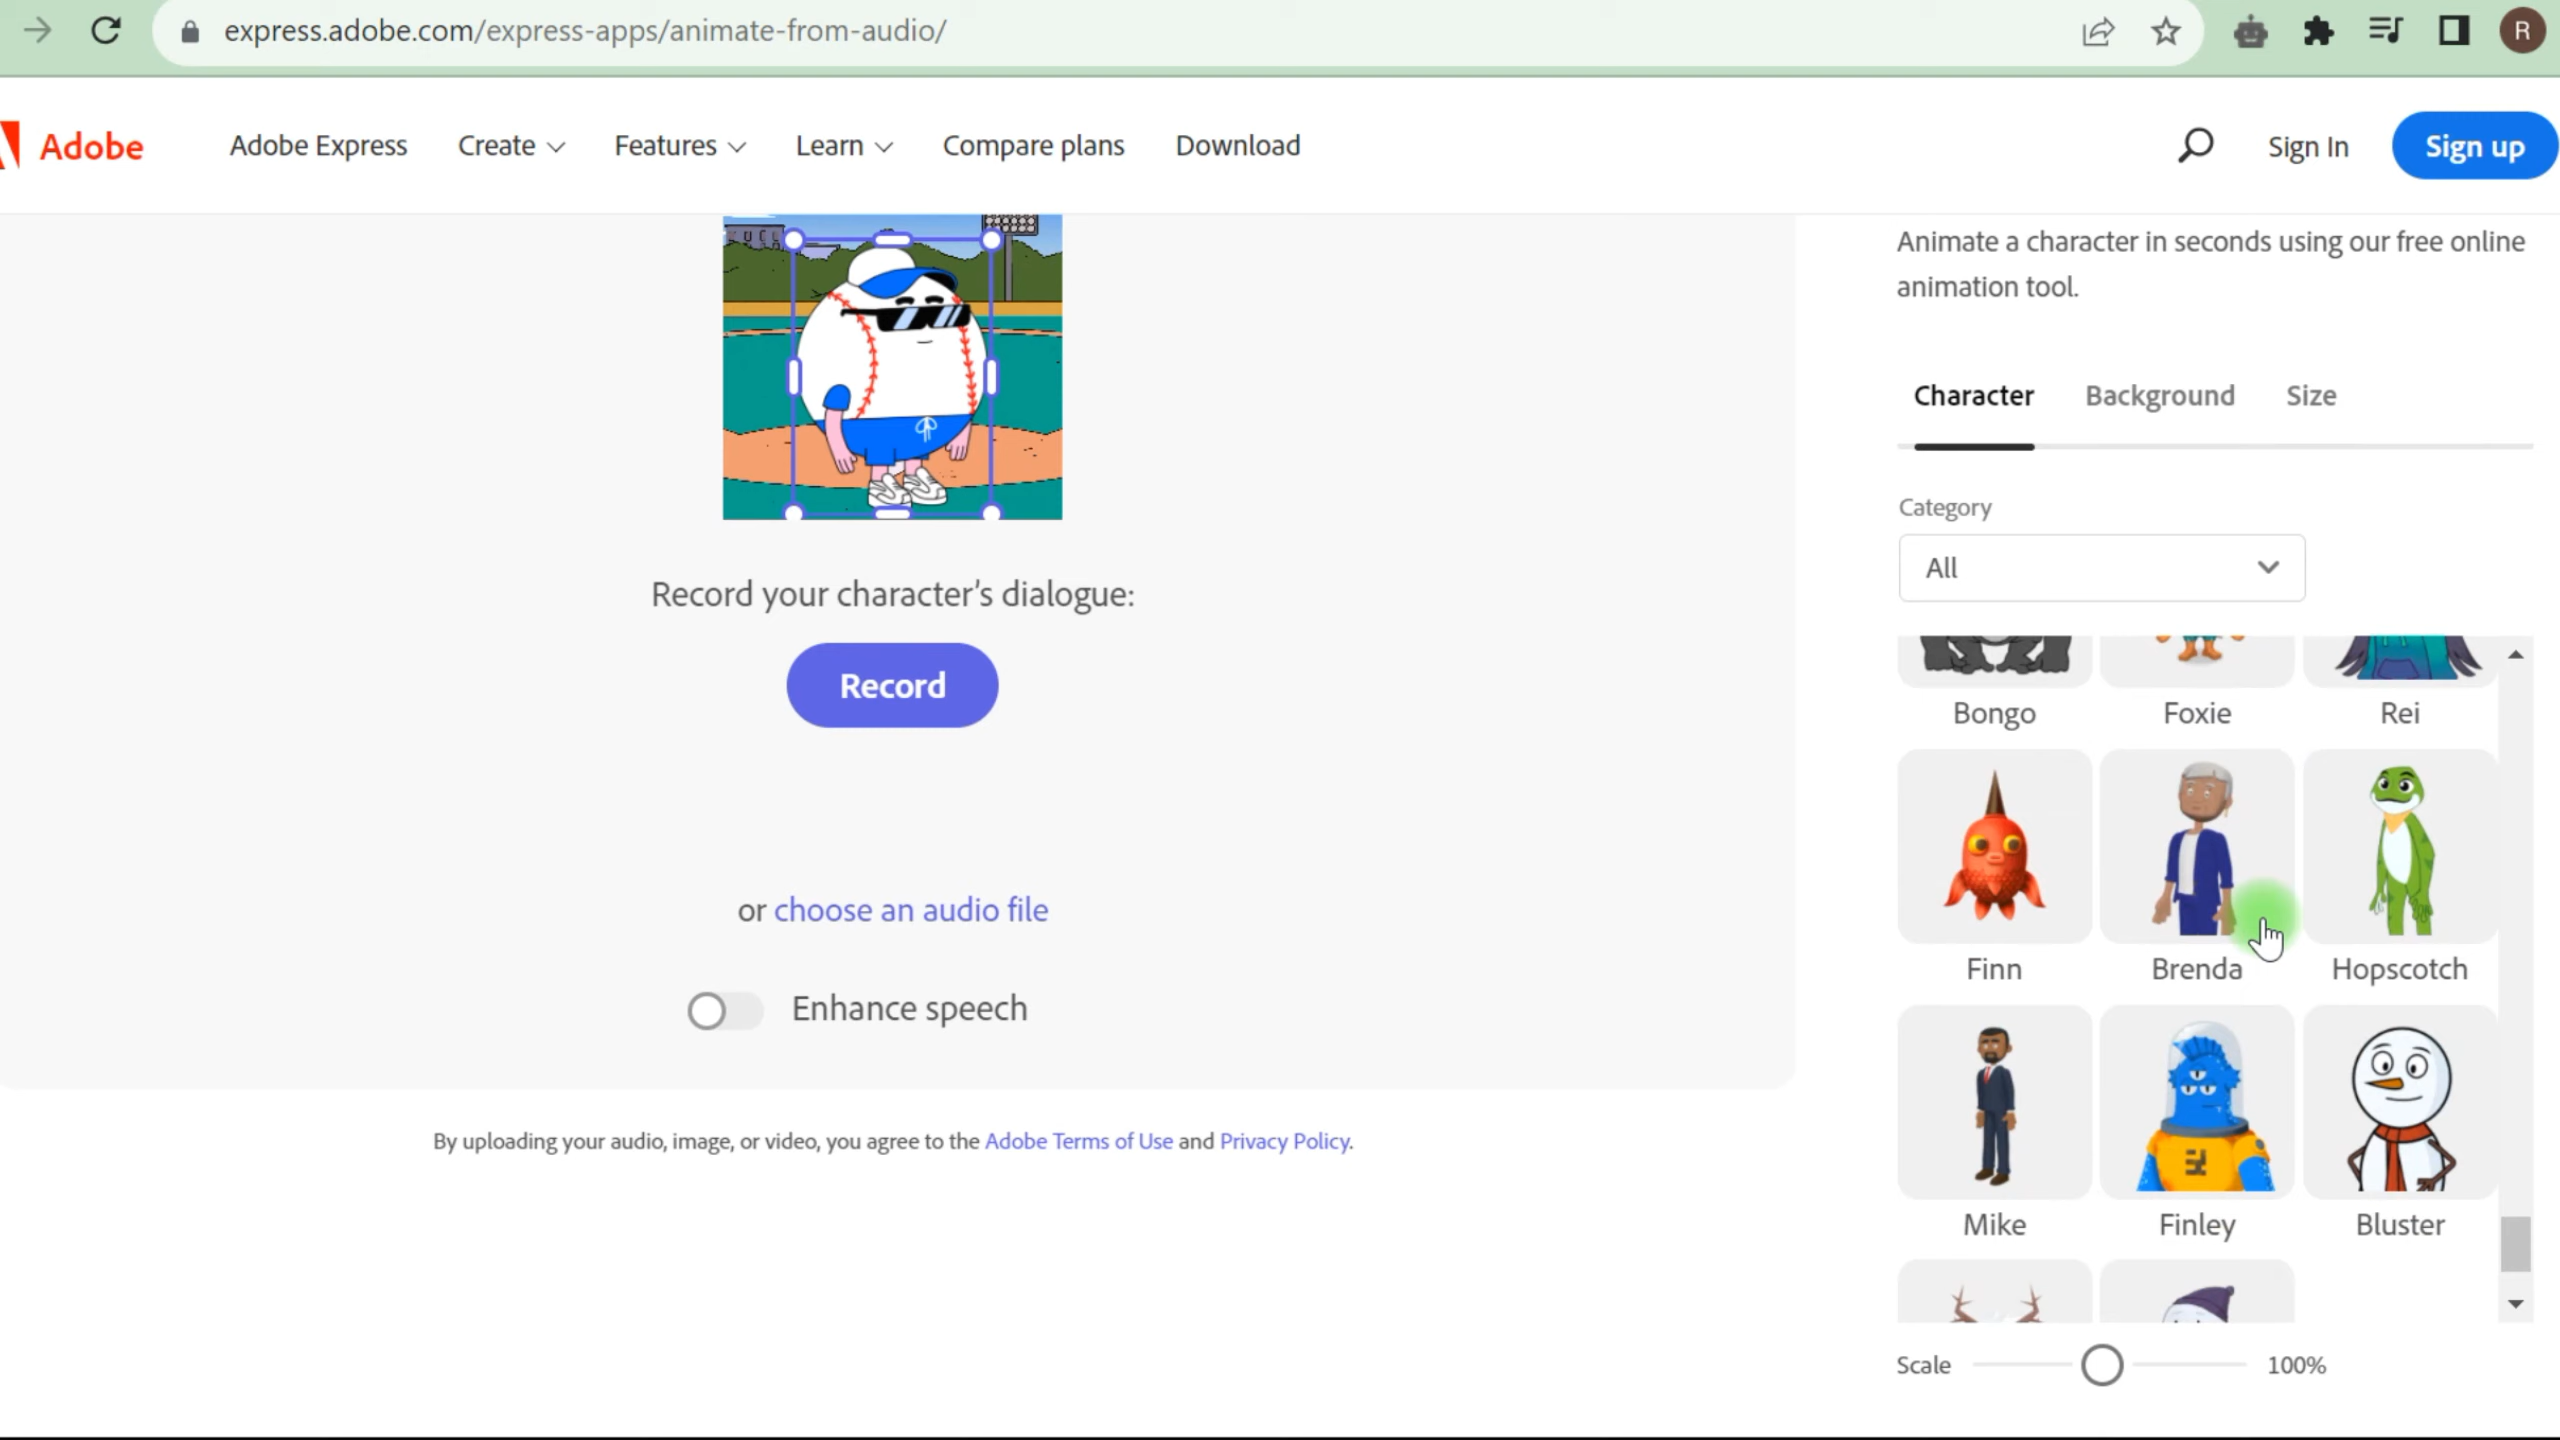 express.adobe.com/express-apps/animate-from-audio/
R
Adobe
Adobe Express
Create
Features
Learn
Compare plans
Download
Sign In
Sign up
Animate a character in seconds using our free online
animation tool.
Character
Background
Size
Category
All
Record your character's dialogue:
Record
or choose an audio file
Enhance speech
By uploading your audio, image, or video, you agree to the Adobe Terms of Use and Privacy Policy.
Bongo
Foxie
Rei
Finn
Brenda
Hopscotch
Mike
Finley
Bluster
Scale
100%